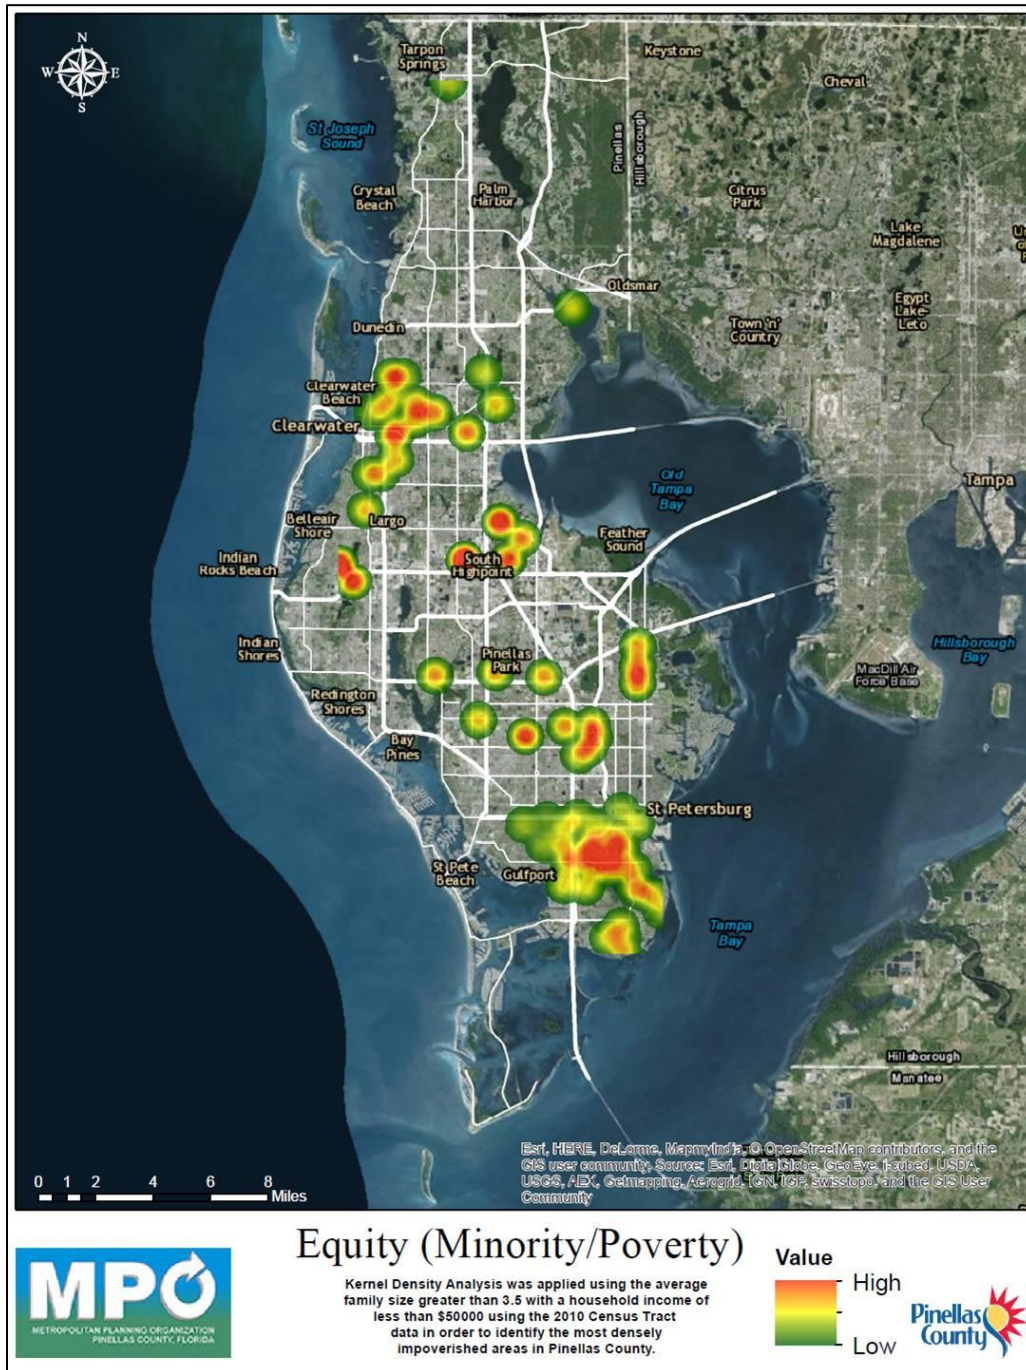 N
W
E
S
Tarpon
Springs
Keystone
Cheval
St Joseph
Sound
Pinellas
Hillsborough
Crystal
Beach
Palm
Harbor
Citrus
Park
Lake
Magdalene
Oldsmar
Egypt
Lake-
Leto
Dunedin
Town 'n'
Country
Clearwater
Beach
Clearwater
Old
Tampa
Bay
Tampa
Belleair
Shore
Largo
Feather
Sound
Indian
Rocks Beach
South
Highpoint
Indian
Shores
Pinellas
Park
Hillsborough
Bay
MacDill Air
Force Base
Redington
Shores
Bay
Pines
St Petersburg
St Pete
Beach
Gulfport
Tampa
Bay
Hillsborough
Manatee
Esri, HERE, DeLorme, MapmyIndia, © OpenStreetMap contributors, and the
GIS user community, Source: Esri, DigitalGlobe, GeoEye, i-cubed, USDA,
USGS, AEX, Getmapping, Aerogrid, IGN, IGP, swisstopo, and the GIS User
Community
0 1 2 4 6 8
Miles
Equity (Minority/Poverty)
Kernel Density Analysis was applied using the average
family size greater than 3.5 with a household income of
less than $50000 using the 2010 Census Tract
data in order to identify the most densely
impoverished areas in Pinellas County.
MPO
METROPOLITAN PLANNING ORGANIZATION
PINELLAS COUNTY, FLORIDA
Value
High
Low
Pinellas
County